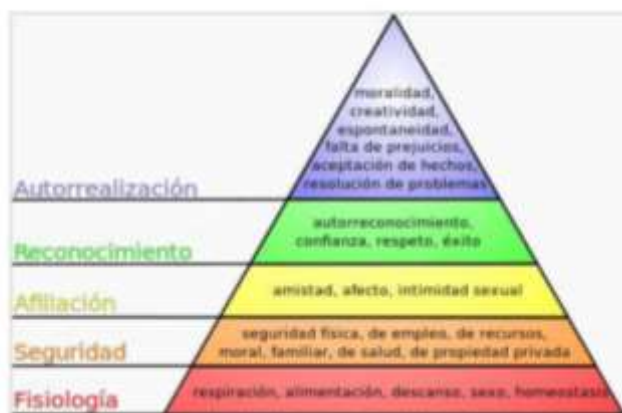 moralidad,
creatividad,
espontaneidad,
falta de prejuicios,
aceptación de hechos,
resolución de problemas
Autorrealización
autorreconocimiento,
confianza, respeto, éxito
Reconocimiento
amistad, afecto, intimidad sexual
Afiliación
seguridad física, de empleo, de recursos,
moral, familiar, de salud, de propiedad privada
Seguridad
respiración, alimentación, descanso, sexo, homeostasis
Fisiología